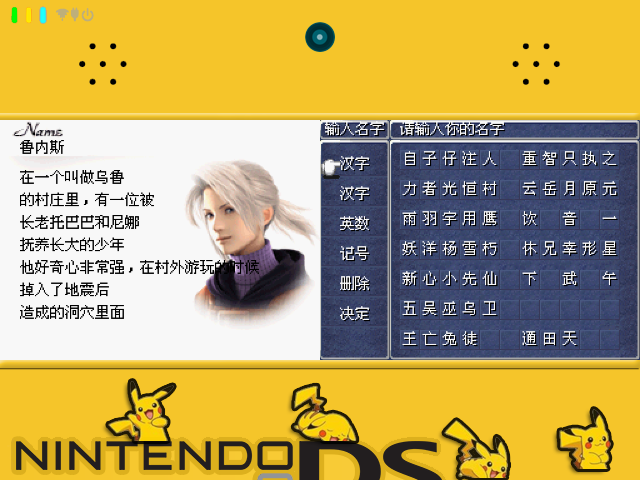 Name
鲁内斯
在一个叫做乌鲁
的村庄里，有一位被
长老托巴巴和尼娜
抚养长大的少年
他好奇心非常强，在村外游玩的时候
掉入了地震后
造成的洞穴里面
输入名字
请输入你的名字
汉字
汉字
英数
记号
删除
决定
自子仔注人 重智只执之
力者光恒村 云岳月原元
雨羽宇用鹰 饮 音 一
妖洋杨雪朽 休兄幸形星
新心小先仙 下 武 午
五吴巫乌卫
王亡兔徒 通田天
NINTENDO DS